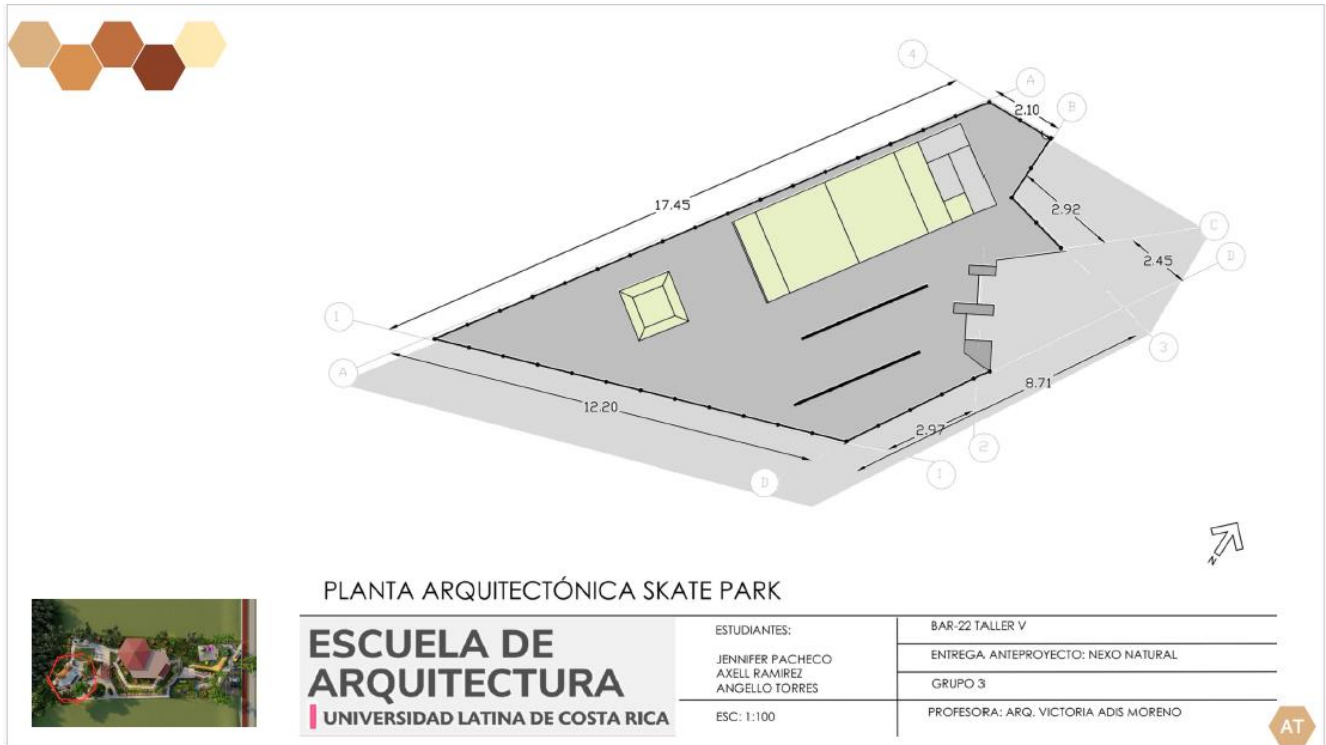 4
A
2.10
B
17.45
2.92
C
2.45
D
1
3
A
8.71
12.20
2.97
2
1
D
N
PLANTA ARQUITECTÓNICA SKATE PARK
ESCUELA DE
ARQUITECTURA
UNIVERSIDAD LATINA DE COSTA RICA
ESTUDIANTES:
JENNIFER PACHECO
AXELL RAMIREZ
ANGELLO TORRES
ESC: 1:100
BAR-22 TALLER V
ENTREGA ANTEPROYECTO: NEXO NATURAL
GRUPO 3
PROFESORA: ARQ. VICTORIA ADIS MORENO
AT